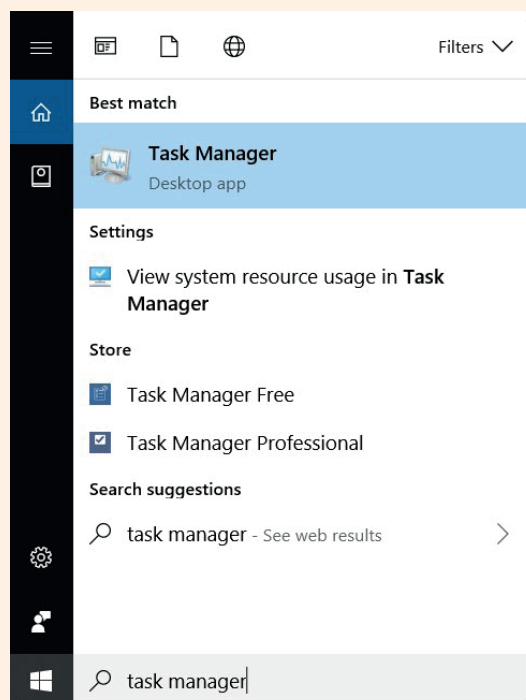 Filters
Best match
Task Manager
Desktop app
Settings
View system resource usage in Task
Manager
Store
Task Manager Free
Task Manager Professional
Search suggestions
task manager - See web results
task manager